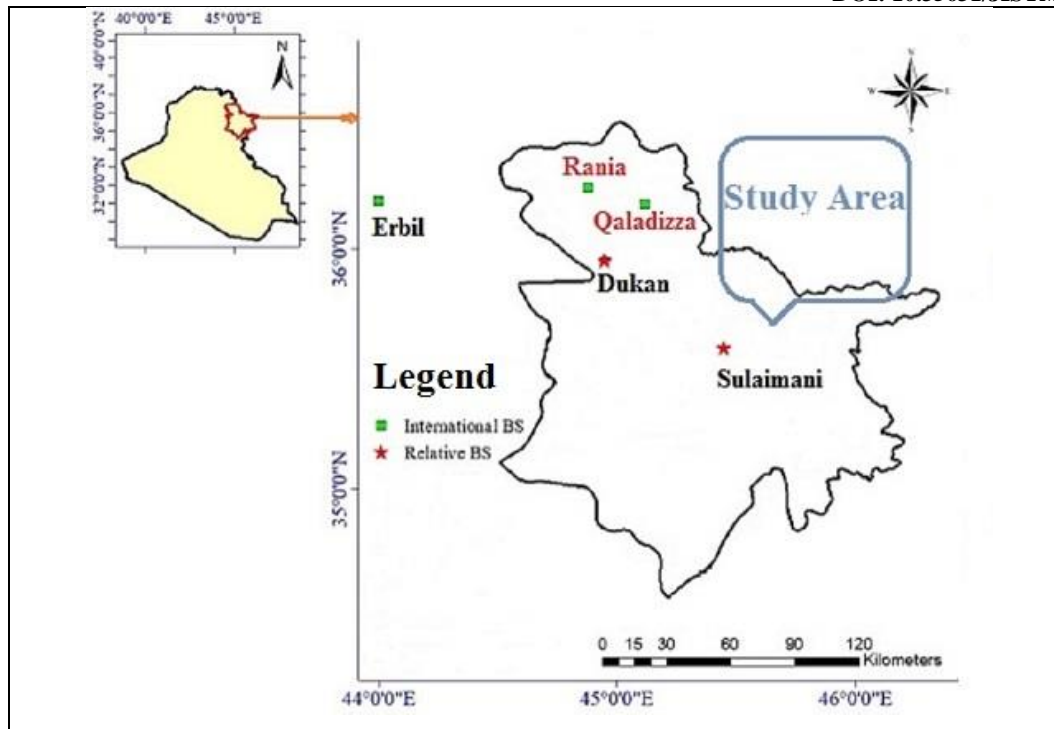 40°0'0"E 45°0'0"E
N
40°0'0"N
36°0'0"N
32°0'0"N
N
W E
S
Rania
Study Area
Qaladizza
Erbil
36°0'0"N
Dukan
Sulaimani
Legend
International BS
Relative BS
35°0'0"N
0 15 30 60 90 120
Kilometers
44°0'0"E 45°0'0"E 46°0'0"E